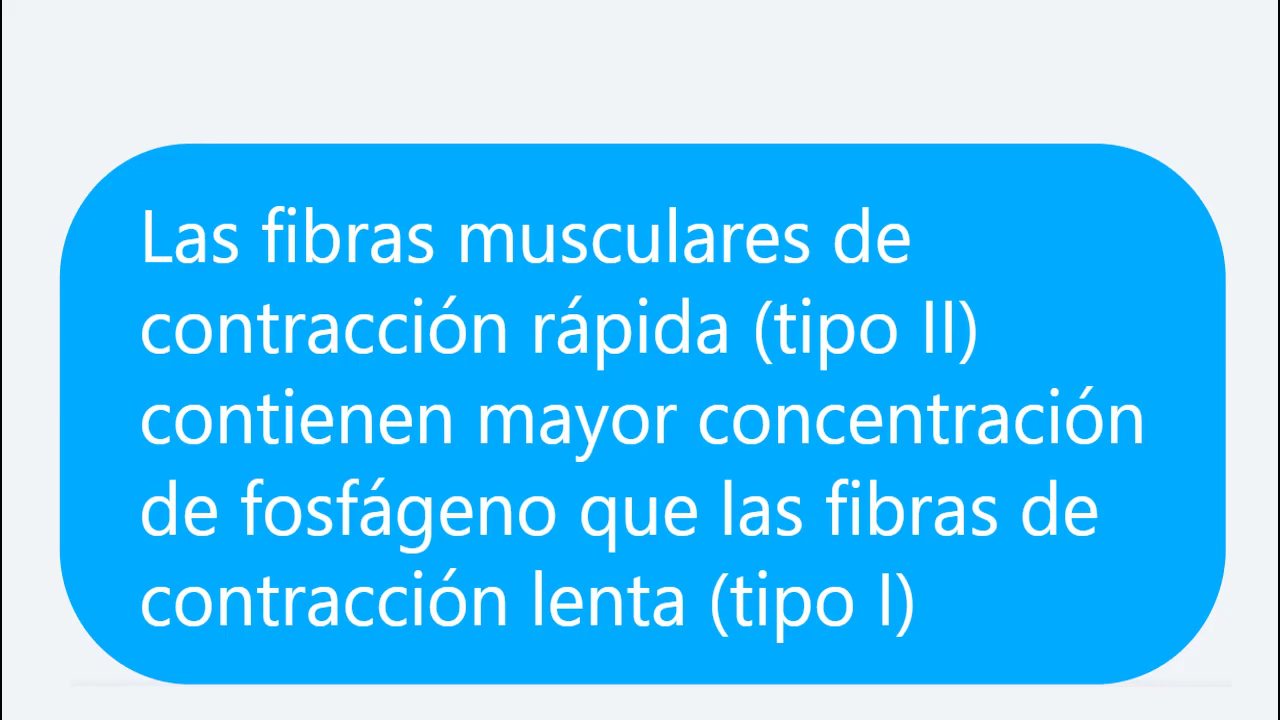 Las fibras musculares de
contracción rápida (tipo II)
contienen mayor concentración
de fosfágeno que las fibras de
contracción lenta (tipo I)